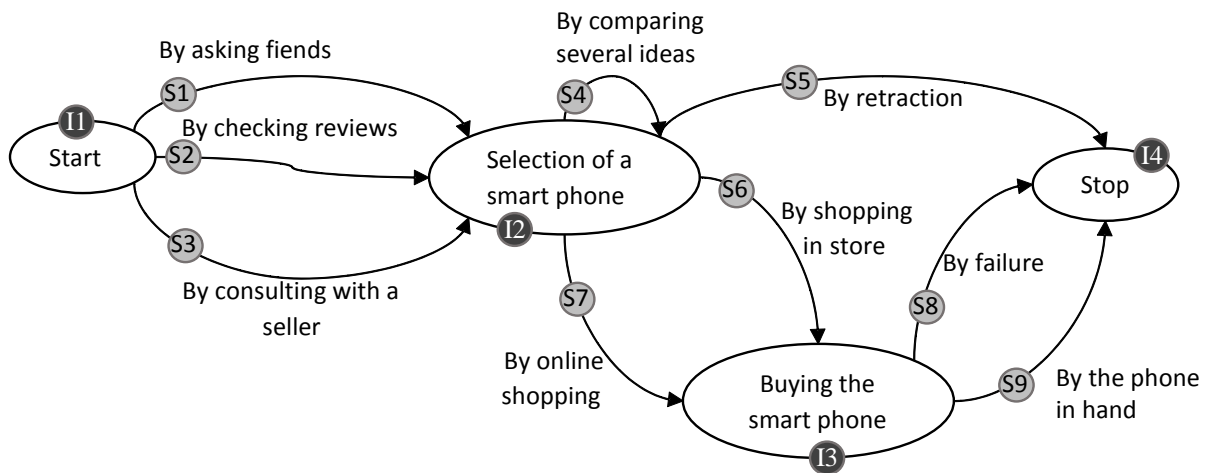 By comparing
several ideas
By asking fiends
S1
S4
S5
By retraction
I1
By checking reviews
Start
S2
Selection of a
smart phone
I2
S6
I4
Stop
S3
By consulting with a
seller
By shopping
in store
By failure
S7
S8
By online
shopping
Buying the
smart phone
I3
S9
By the phone
in hand